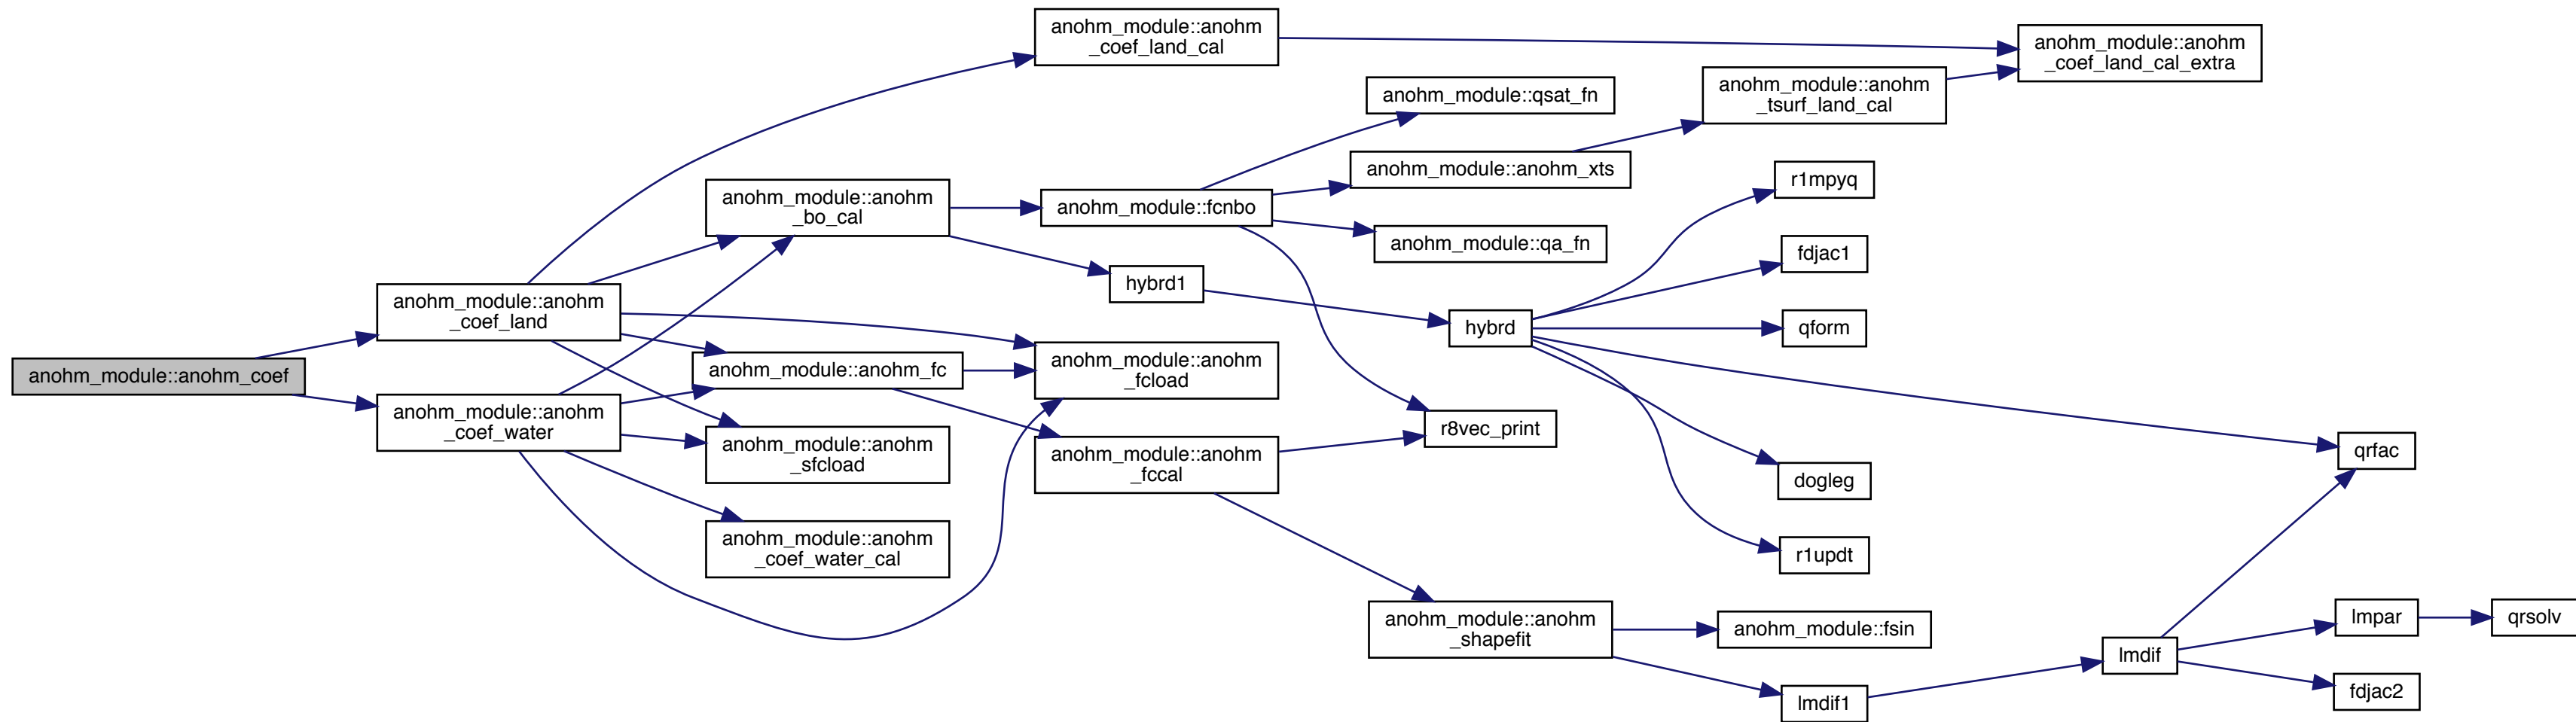 anohm_module::anohm_coef
anohm_module::anohm
_coef_land
anohm_module::anohm
_coef_water
anohm_module::anohm
_bo_cal
anohm_module::anohm_fc
anohm_module::anohm
_sfcload
anohm_module::anohm
_coef_water_cal
anohm_module::anohm
_coef_land_cal
anohm_module::fcnbo
hybrd1
anohm_module::anohm
_fcload
anohm_module::anohm
_fccal
anohm_module::qsat_fn
anohm_module::anohm_xts
anohm_module::qa_fn
hybrd
r8vec_print
anohm_module::anohm
_shapefit
anohm_module::anohm
_tsurf_land_cal
r1mpyq
fdjac1
qform
dogleg
r1updt
anohm_module::fsin
lmdif1
anohm_module::anohm
_coef_land_cal_extra
lmdif
qrfac
lmpar
fdjac2
qrsolv